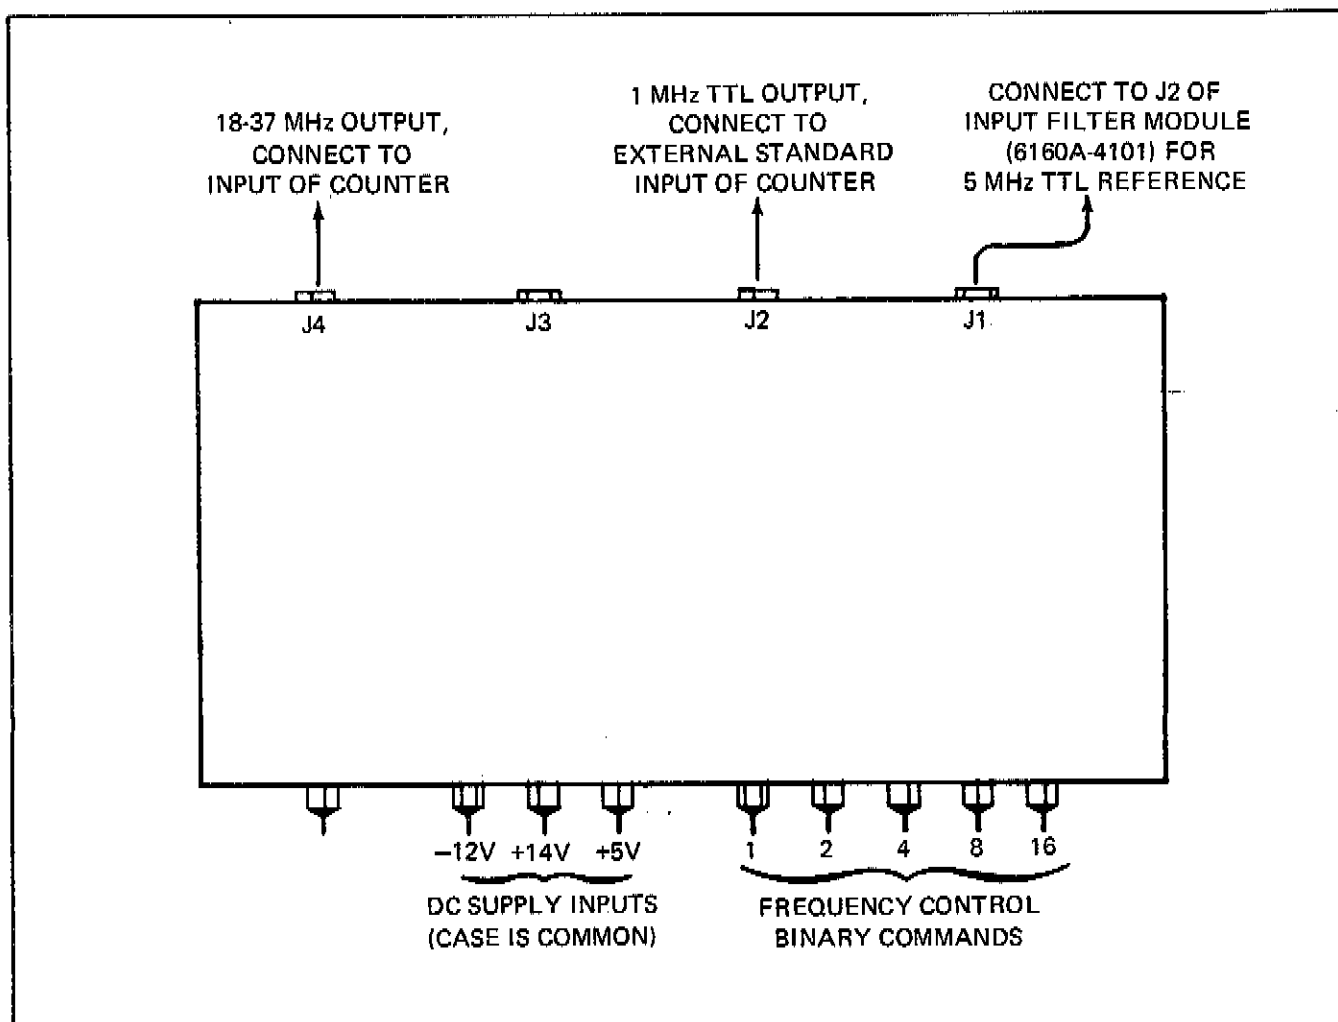 18-37 MHz OUTPUT,
CONNECT TO
INPUT OF COUNTER
1 MHz TTL OUTPUT,
CONNECT TO
EXTERNAL STANDARD
INPUT OF COUNTER
CONNECT TO J2 OF
INPUT FILTER MODULE
(6160A-4101) FOR
5 MHz TTL REFERENCE
J4 J3 J2 J1
−12V +14V +5V 1 2 4 8 16
DC SUPPLY INPUTS
(CASE IS COMMON)
FREQUENCY CONTROL
BINARY COMMANDS